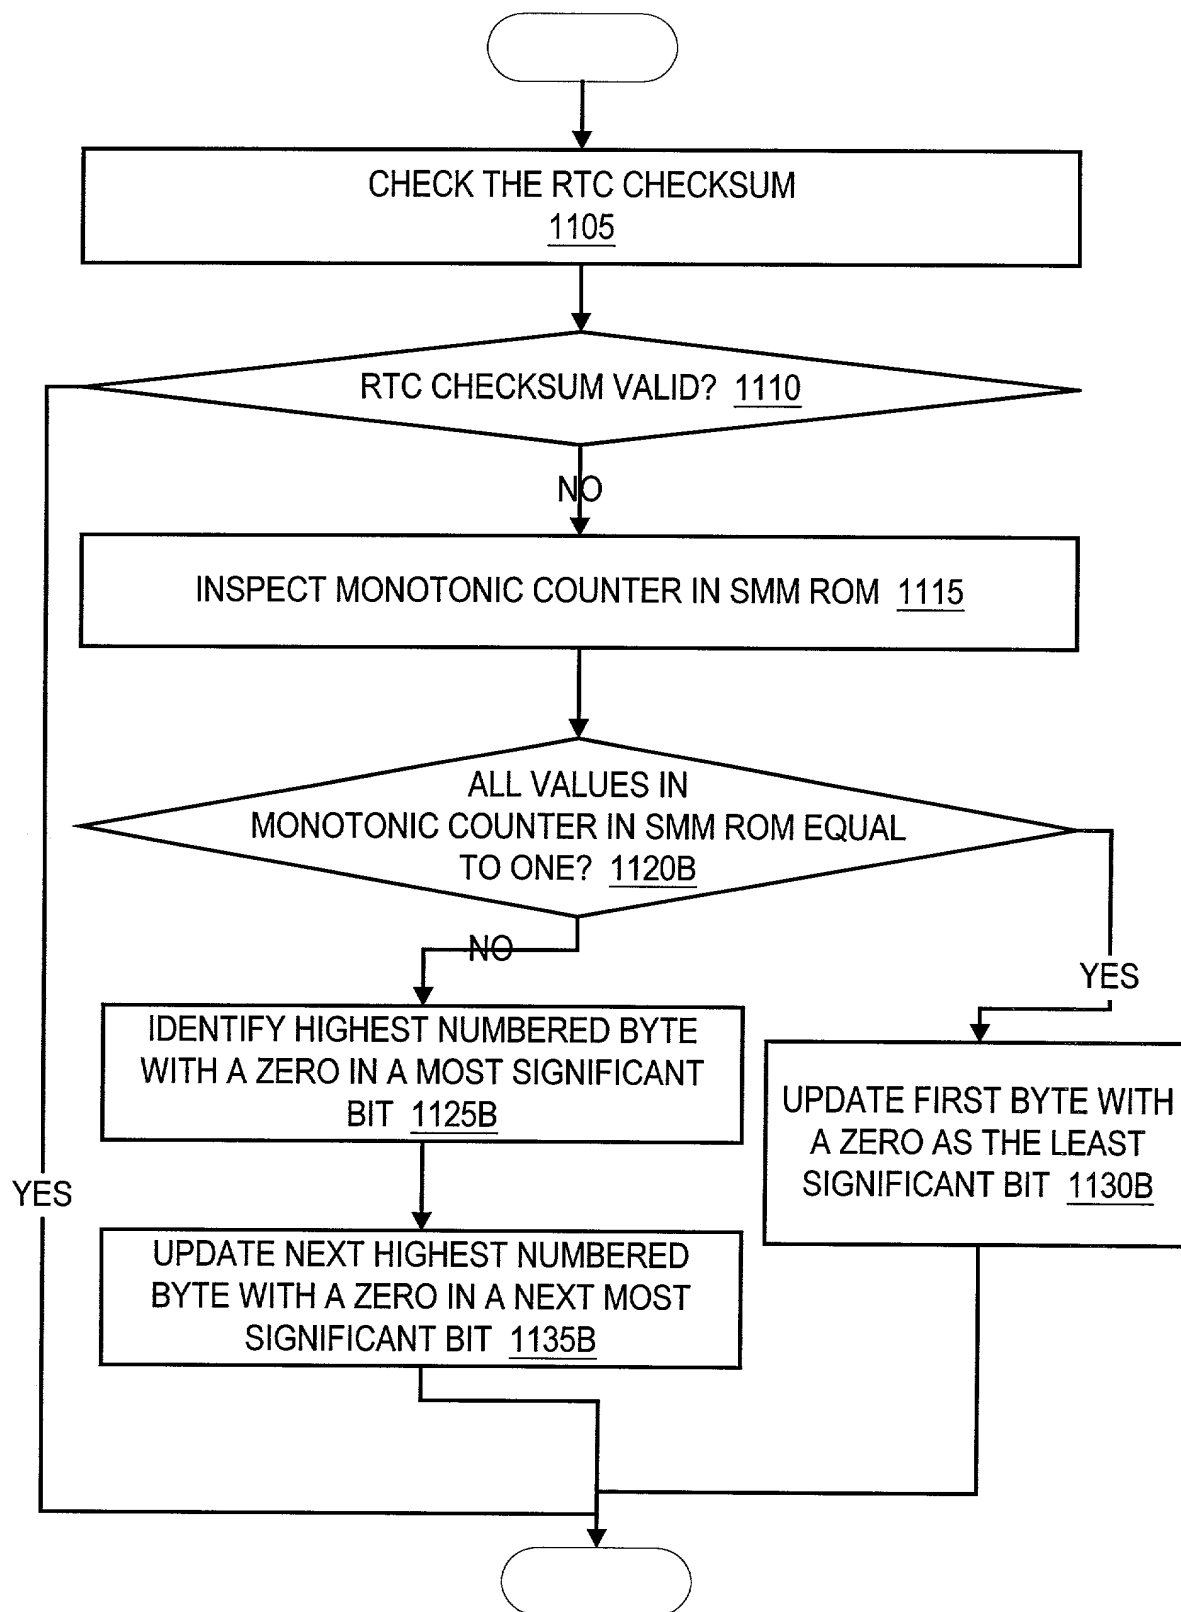 CHECK THE RTC CHECKSUM
1105
RTC CHECKSUM VALID? 1110
NO
INSPECT MONOTONIC COUNTER IN SMM ROM 1115
ALL VALUES IN
MONOTONIC COUNTER IN SMM ROM EQUAL
TO ONE? 1120B
NO
YES
IDENTIFY HIGHEST NUMBERED BYTE
WITH A ZERO IN A MOST SIGNIFICANT
BIT 1125B
UPDATE FIRST BYTE WITH
A ZERO AS THE LEAST
SIGNIFICANT BIT 1130B
YES
UPDATE NEXT HIGHEST NUMBERED
BYTE WITH A ZERO IN A NEXT MOST
SIGNIFICANT BIT 1135B